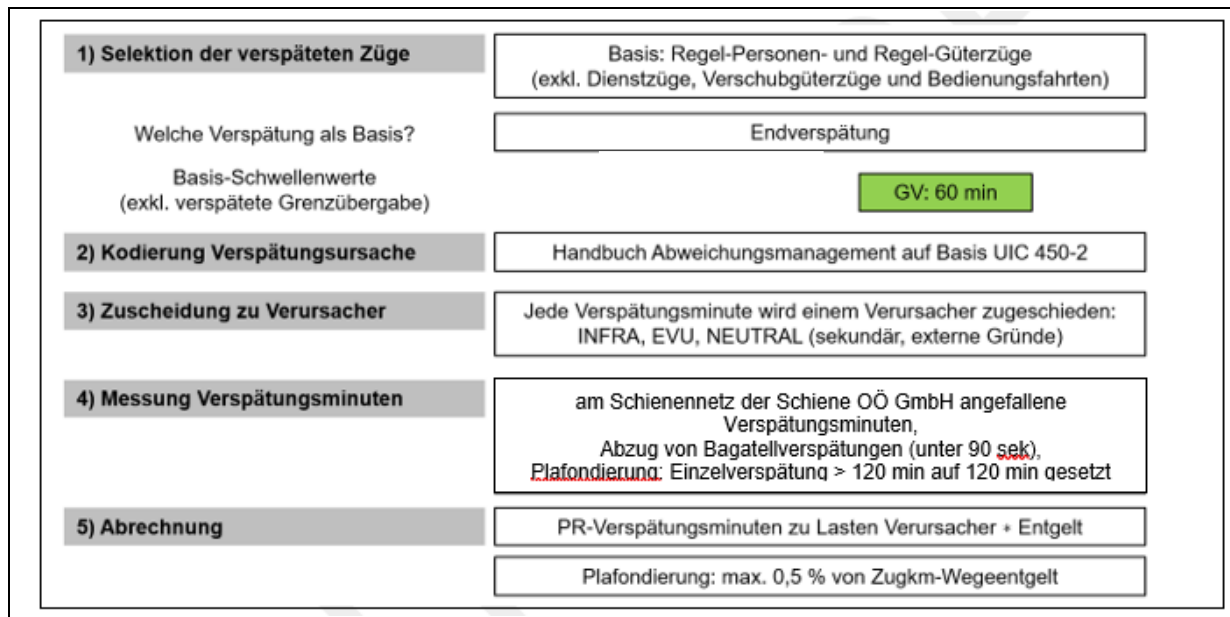 1) Selektion der verspäteten Züge
Basis: Regel-Personen- und Regel-Güterzüge
(exkl. Dienstzüge, Verschubgüterzüge und Bedienungsfahrten)
Welche Verspätung als Basis?
Endverspätung
Basis-Schwellenwerte
(exkl. verspätete Grenzübergabe)
GV: 60 min
2) Kodierung Verspätungsursache
Handbuch Abweichungsmanagement auf Basis UIC 450-2
3) Zuscheidung zu Verursacher
Jede Verspätungsminute wird einem Verursacher zugeschieden:
INFRA, EVU, NEUTRAL (sekundär, externe Gründe)
4) Messung Verspätungsminuten
am Schienennetz der Schiene OÖ GmbH angefallene
Verspätungsminuten,
Abzug von Bagatellverspätungen (unter 90 sek),
Plafondierung: Einzelverspätung > 120 min auf 120 min gesetzt
5) Abrechnung
PR-Verspätungsminuten zu Lasten Verursacher * Entgelt
Plafondierung: max. 0,5 % von Zugkm-Wegeentgelt